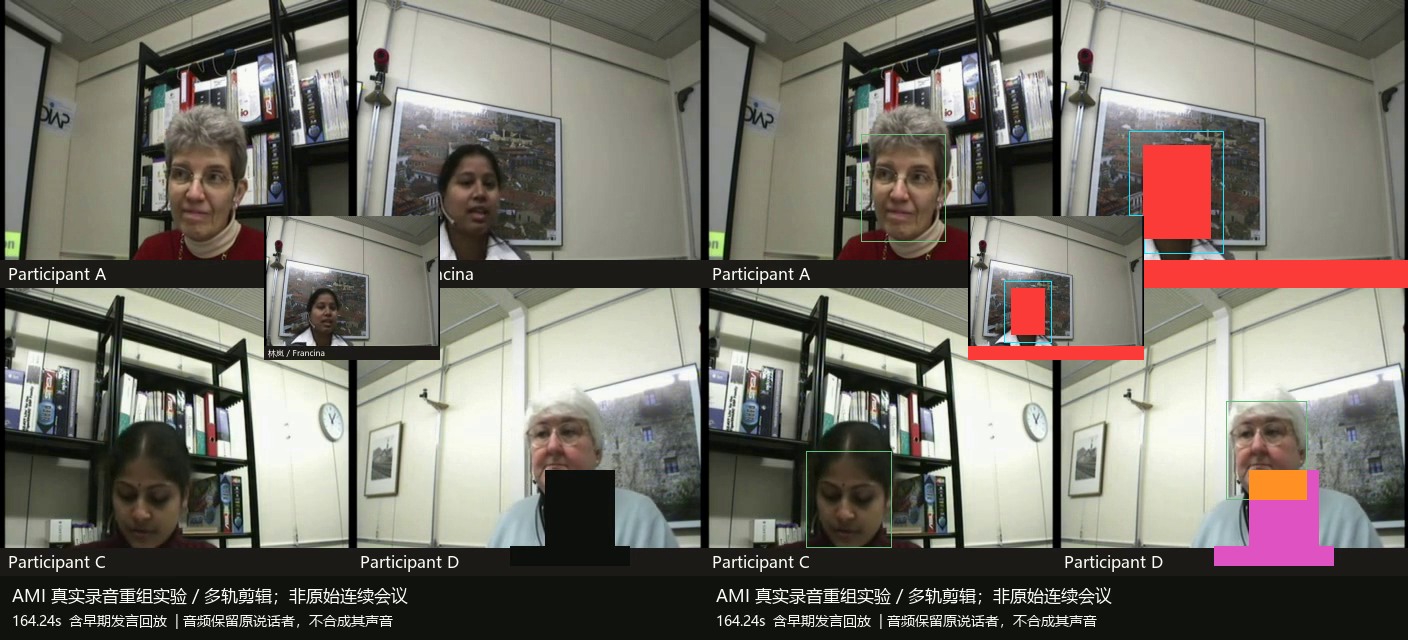 Participant A
ncina
Participant A
林岚 / Francina
Participant C
Participant D
Participant C
Participant D
AMI 真实录音重组实验 / 多轨剪辑；非原始连续会议
164.24s 含早期发言回放 | 音频保留原说话者，不合成其声音
AMI 真实录音重组实验 / 多轨剪辑；非原始连续会议
164.24s 含早期发言回放 | 音频保留原说话者，不合成其声音